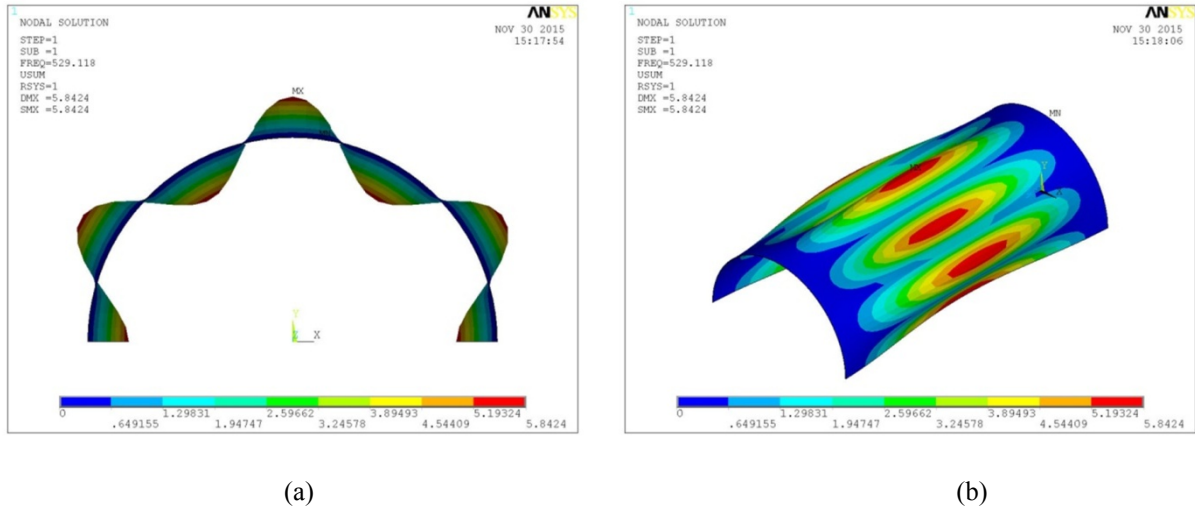 1
ANSYS
NODAL SOLUTION
NOV 30 2015
15:17:54
STEP=1
SUB =1
FREQ=529.118
USUM
RSYS=1
DMX =5.8424
SMX =5.8424
MX
Y
Z X
0 1.29831 2.59662 3.89493 5.19324
.649155 1.94747 3.24578 4.54409 5.8424
(a)
1
ANSYS
NODAL SOLUTION
NOV 30 2015
15:18:06
STEP=1
SUB =1
FREQ=529.118
USUM
RSYS=1
DMX =5.8424
SMX =5.8424
MN
MX
Y
0 1.29831 2.59662 3.89493 5.19324
.649155 1.94747 3.24578 4.54409 5.8424
(b)